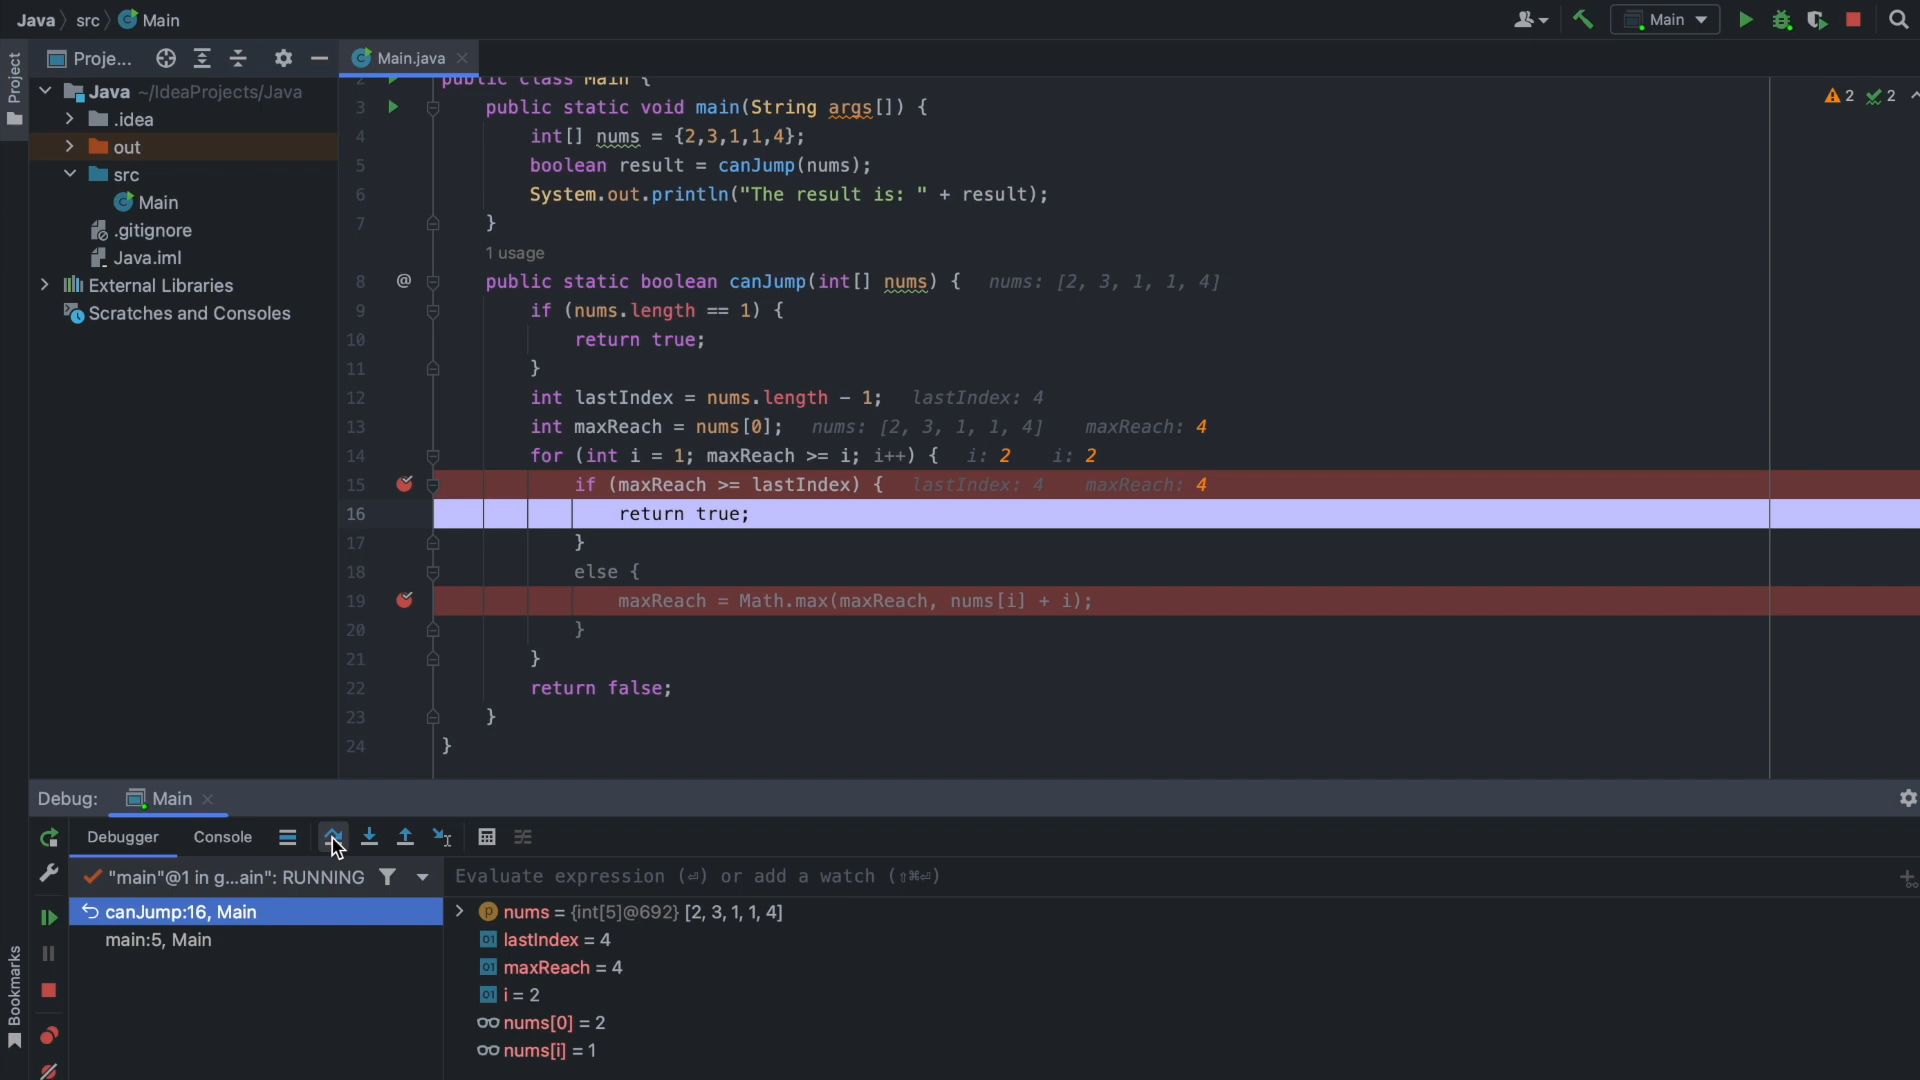 Java src Main
Main
Project
Proje...
Main.java
Java ~/IdeaProjects/Java
.idea
out
src
Main
.gitignore
Java.iml
External Libraries
Scratches and Consoles
2 public class Main {
3 public static void main(String args[]) {
4 int[] nums = {2,3,1,1,4};
5 boolean result = canJump(nums);
6 System.out.println("The result is: " + result);
7 }
1 usage
8 @ public static boolean canJump(int[] nums) { nums: [2, 3, 1, 1, 4]
9 if (nums.length == 1) {
10 return true;
11 }
12 int lastIndex = nums.length - 1; lastIndex: 4
13 int maxReach = nums[0]; nums: [2, 3, 1, 1, 4] maxReach: 4
14 for (int i = 1; maxReach >= i; i++) { i: 2 i: 2
15 if (maxReach >= lastIndex) { lastIndex: 4 maxReach: 4
16 return true;
17 }
18 else {
19 maxReach = Math.max(maxReach, nums[i] + i);
20 }
21 }
22 return false;
23 }
24 }
2 2
Debug: Main
Debugger Console
"main"@1 in g...ain": RUNNING
Evaluate expression (⏎) or add a watch (⇧⌘⏎)
canJump:16, Main
main:5, Main
nums = {int[5]@692} [2, 3, 1, 1, 4]
01 lastIndex = 4
01 maxReach = 4
01 i = 2
nums[0] = 2
nums[i] = 1
Bookmarks